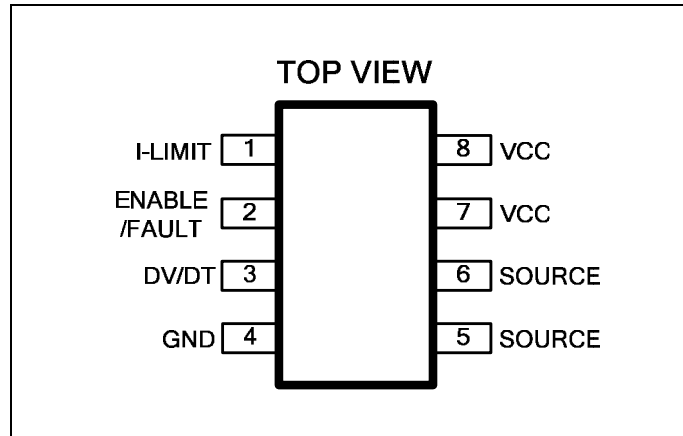 TOP VIEW
I-LIMIT 1
8 VCC
ENABLE
/FAULT 2
7 VCC
DV/DT 3
6 SOURCE
GND 4
5 SOURCE